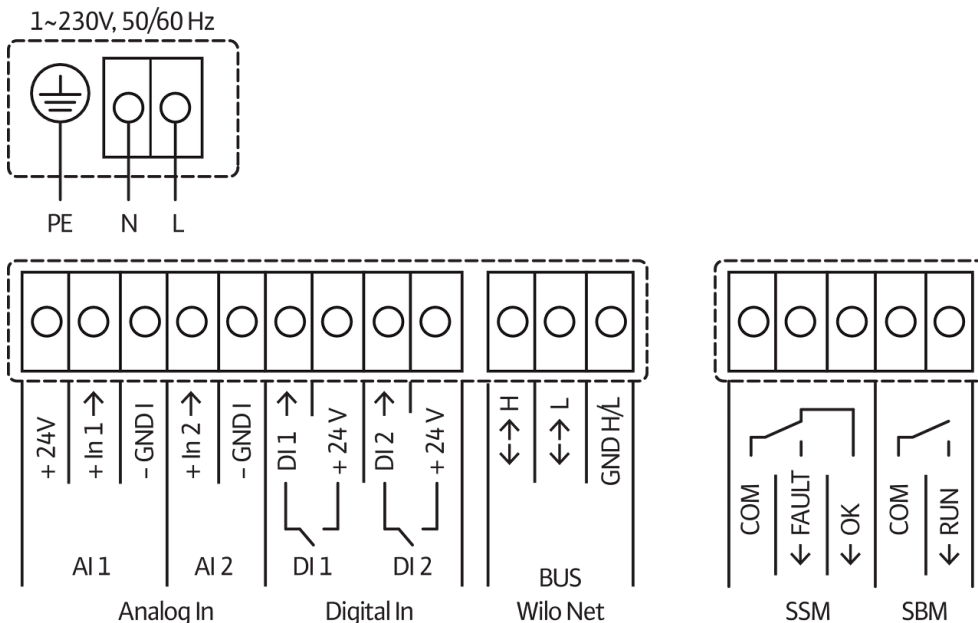 1~230V, 50/60 Hz
PE N L
+ 24V
+ In 1 →
- GND I
+ In 2 →
- GND I
DI 1 →
+ 24 V
DI 2 →
+ 24 V
↔ H
↔ L
GND H/L
COM
← FAULT
← OK
COM
← RUN
AI 1 AI 2 DI 1 DI 2 BUS
Analog In Digital In Wilo Net SSM SBM